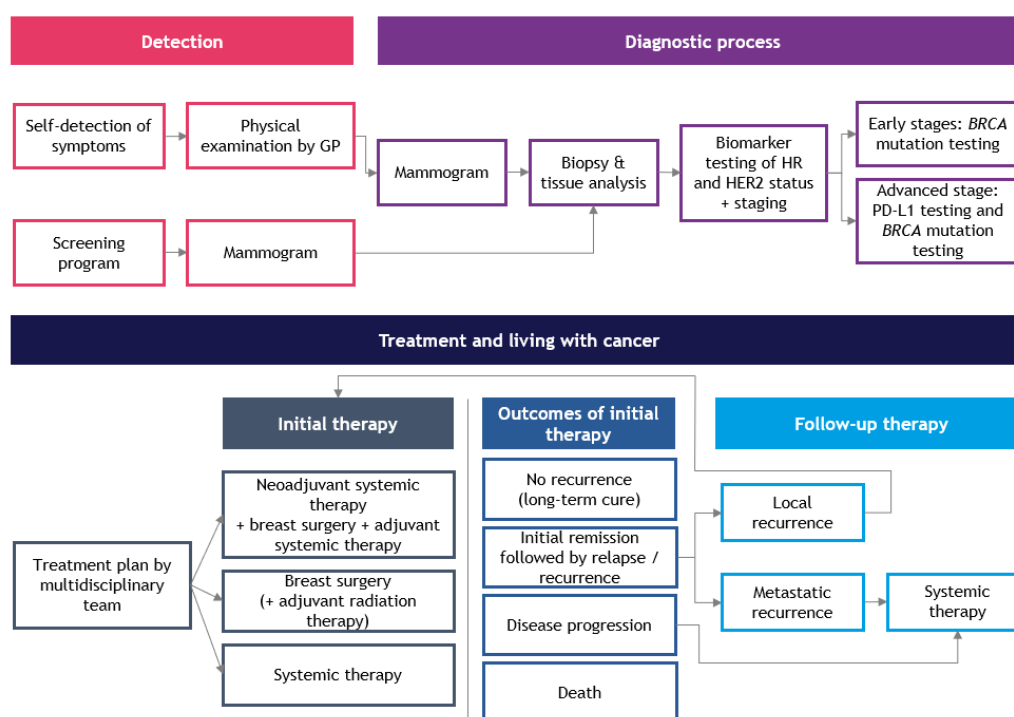 Detection
Diagnostic process
Self-detection of
symptoms
Physical
examination by GP
Mammogram
Biopsy &
tissue analysis
Biomarker
testing of HR
and HER2 status
+ staging
Early stages: BRCA
mutation testing
Advanced stage:
PD-L1 testing and
BRCA mutation
testing
Screening
program
Mammogram
Treatment and living with cancer
Initial therapy
Outcomes of initial
therapy
Follow-up therapy
Treatment plan by
multidisciplinary
team
Neoadjuvant systemic
therapy
+ breast surgery + adjuvant
systemic therapy
Breast surgery
(+ adjuvant radiation
therapy)
Systemic therapy
No recurrence
(long-term cure)
Initial remission
followed by relapse /
recurrence
Disease progression
Death
Local
recurrence
Metastatic
recurrence
Systemic
therapy